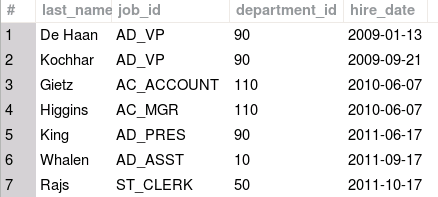 # last_name job_id department_id hire_date
1 De Haan AD_VP 90 2009-01-13
2 Kochhar AD_VP 90 2009-09-21
3 Gietz AC_ACCOUNT 110 2010-06-07
4 Higgins AC_MGR 110 2010-06-07
5 King AD_PRES 90 2011-06-17
6 Whalen AD_ASST 10 2011-09-17
7 Rajs ST_CLERK 50 2011-10-17